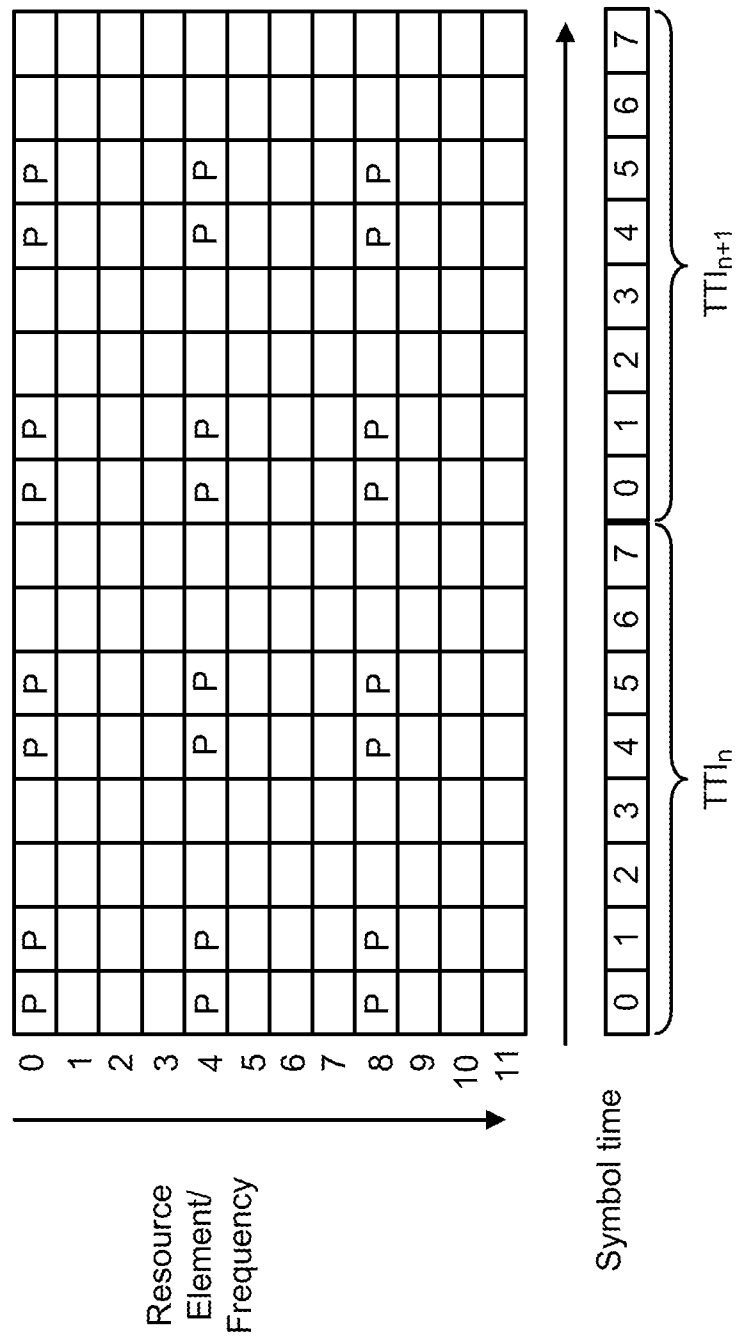 Resource
Element/
Frequency
0 P P P P P P P P
1
2
3
4 P P P P P P P P
5
6
7
8 P P P P P P P P
9
10
11
Symbol time
0 1 2 3 4 5 6 7 0 1 2 3 4 5 6 7
TTIn TTIn+1